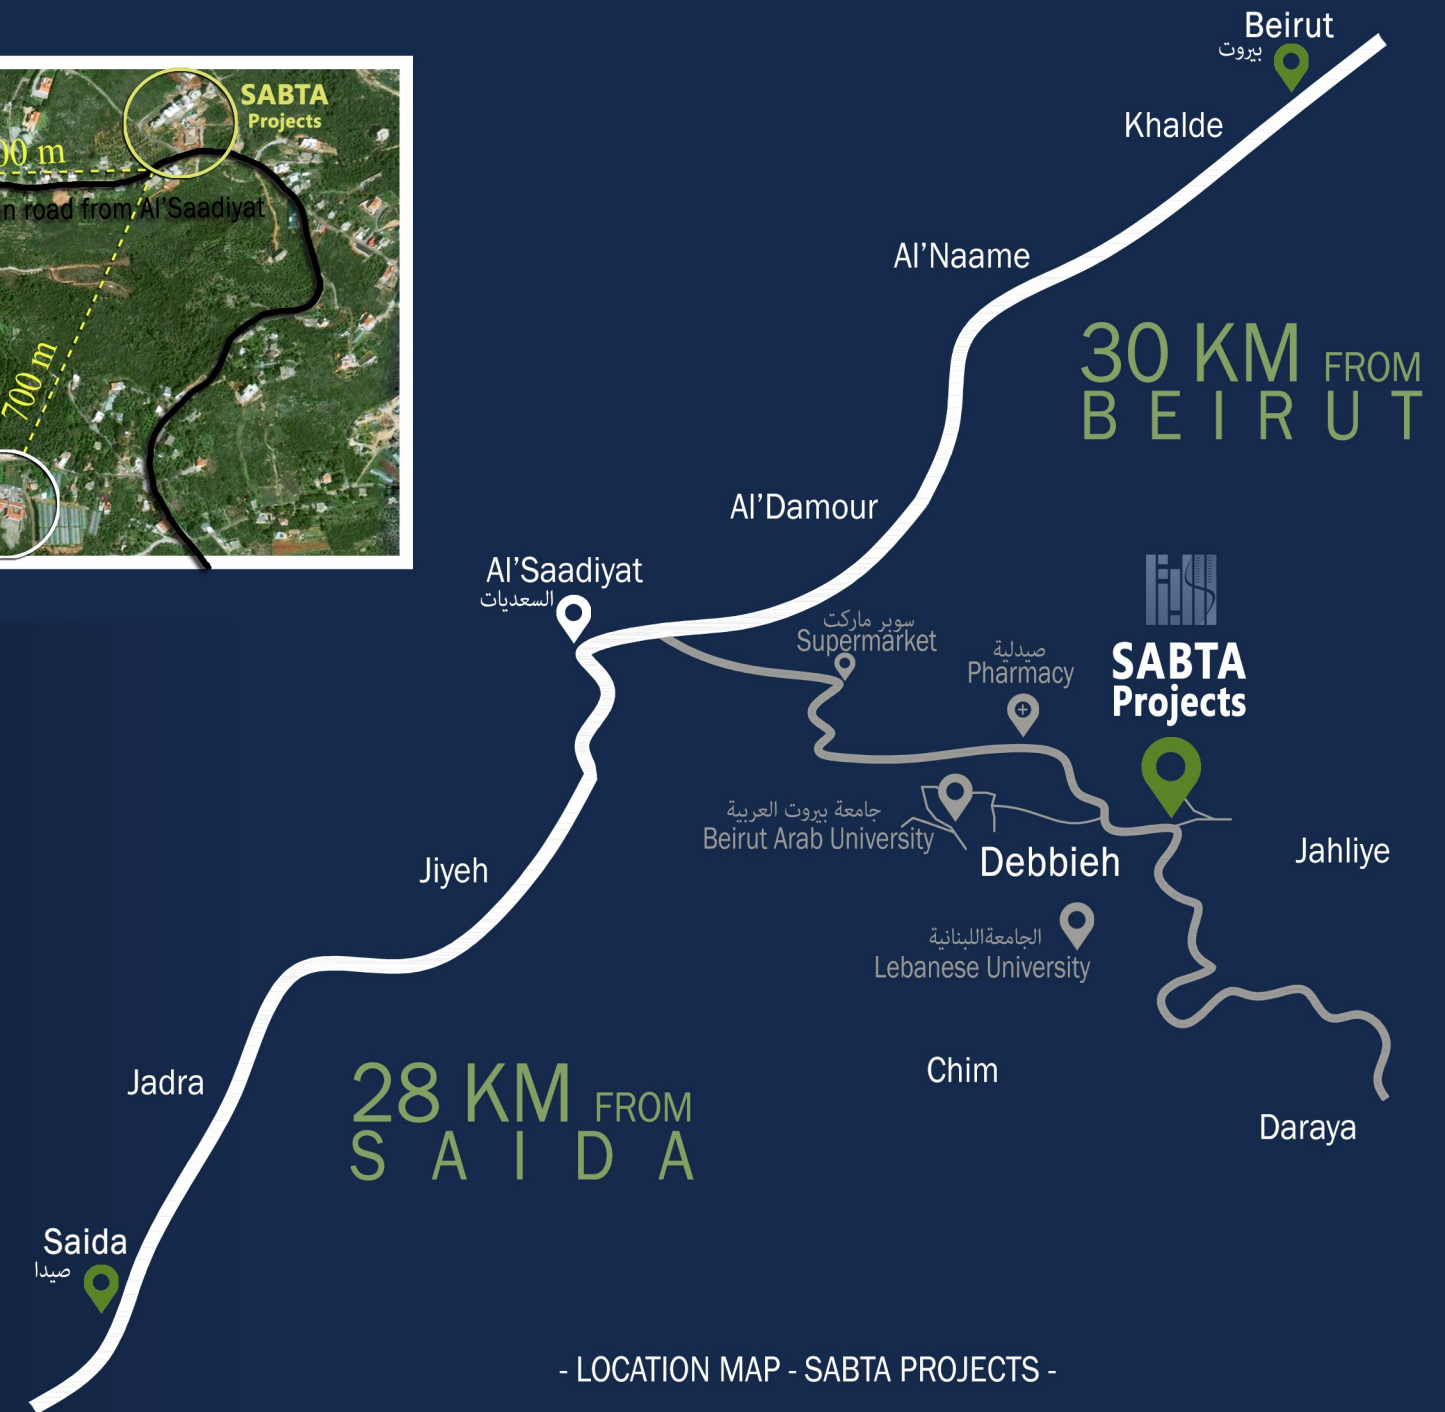 Beirut
بيروت
SABTA
Projects
Khalde
00 m
n road from Al'Saadiyat
Al'Naame
30 KM FROM
BEIRUT
700 m
Al'Damour
Al'Saadiyat
السعديات
سوبر ماركت
Supermarket
صيدلية
Pharmacy
SABTA
Projects
جامعة بيروت العربية
Beirut Arab University
Debbieh
Jahliye
Jiyeh
الجامعةاللبنانية
Lebanese University
Chim
Jadra
28 KM FROM
SAIDA
Daraya
Saida
صيدا
- LOCATION MAP - SABTA PROJECTS -